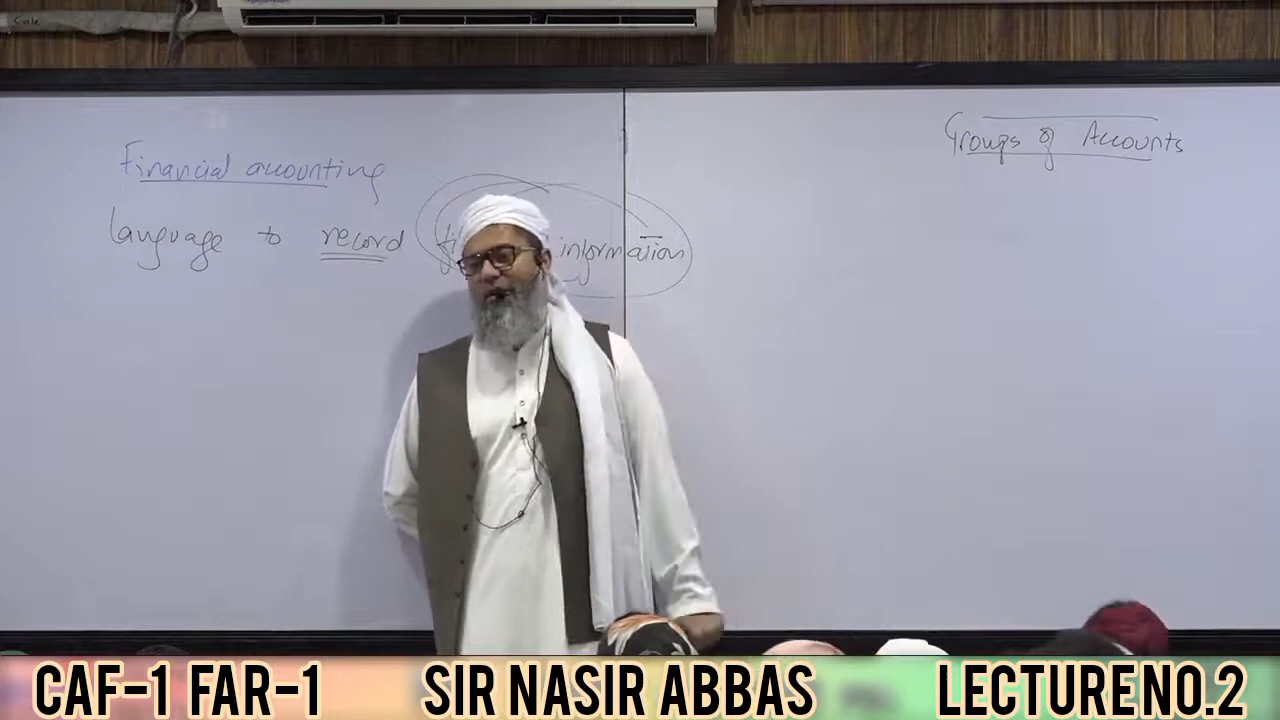 Financial accounting
Language to record information
Groups of Accounts
CAF-1 FAR-1 SIR NASIR ABBAS LECTURE NO.2